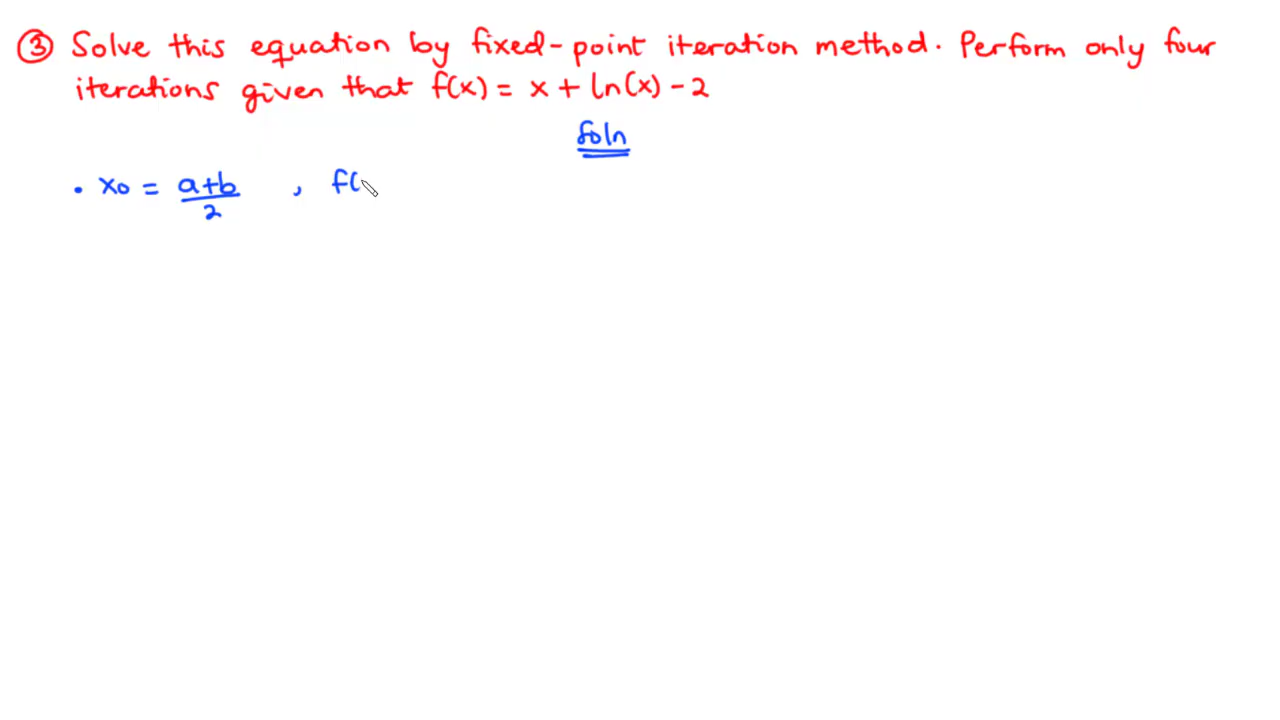 ③ Solve this equation by fixed-point iteration method. Perform only four
iterations given that f(x) = x + ln(x) - 2
Soln
• x₀ = a+b/2 , f(